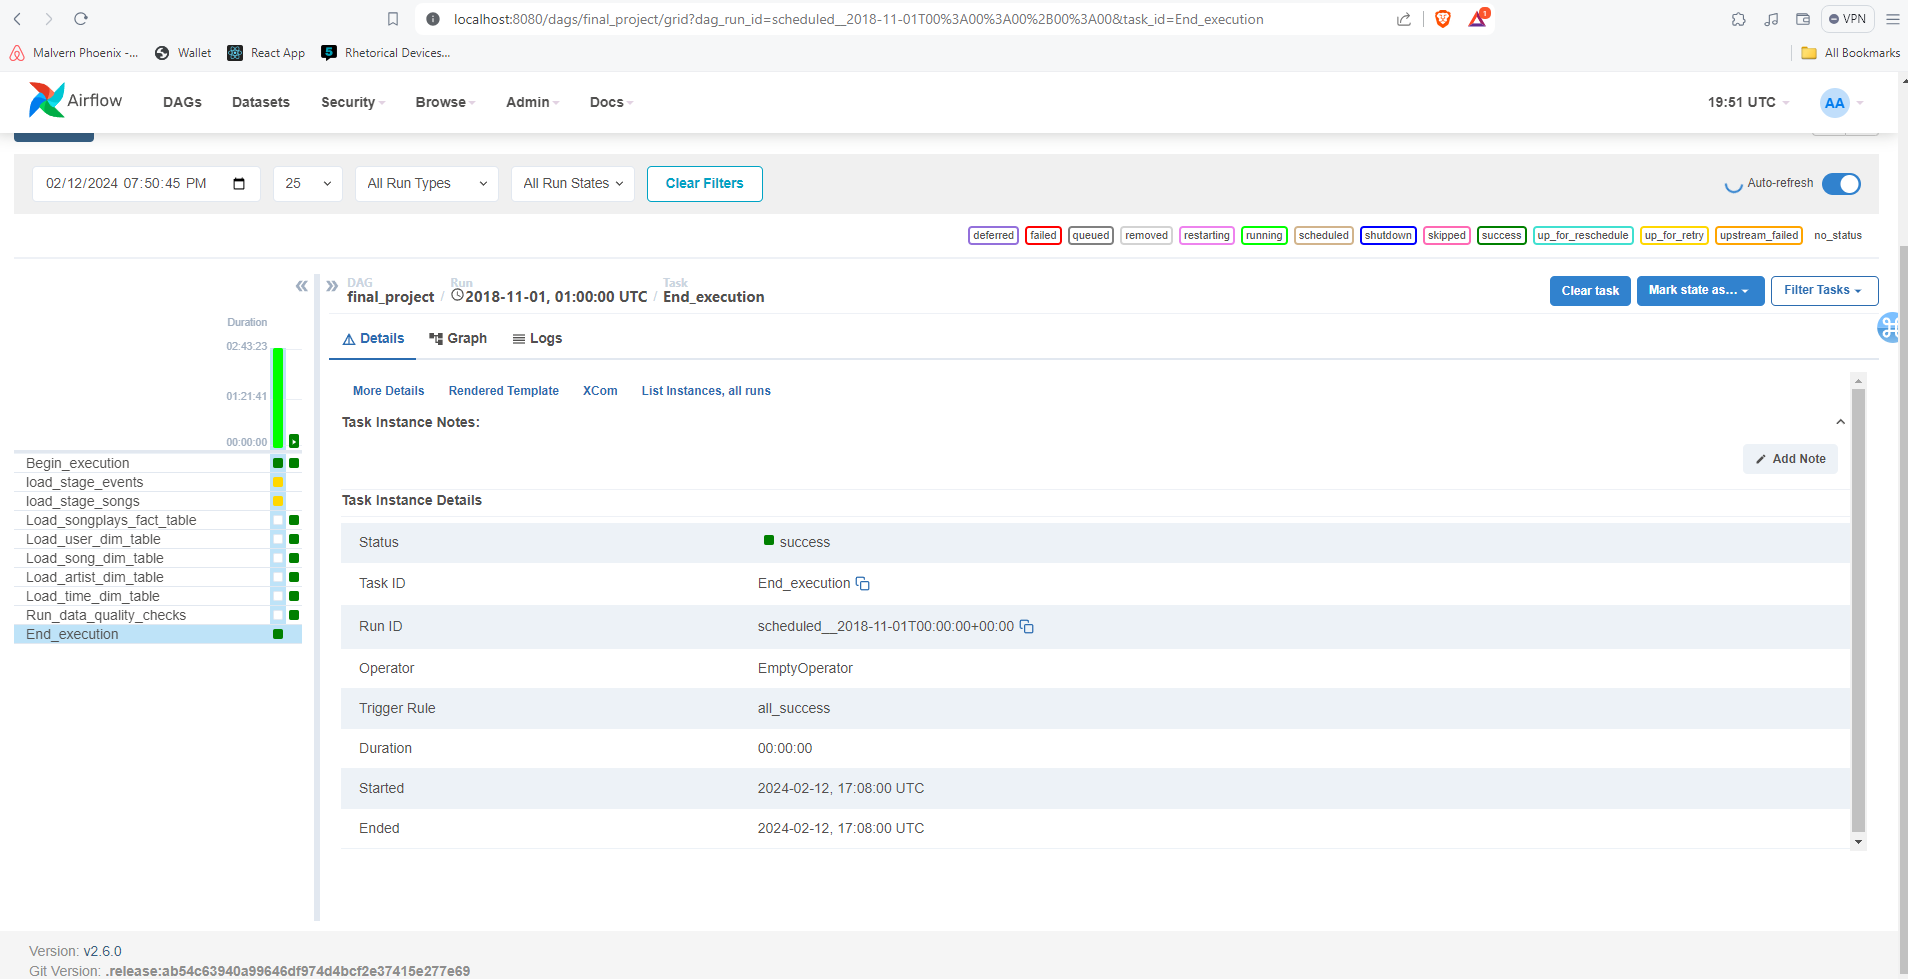 localhost:8080/dags/final_project/grid?dag_run_id=scheduled__2018-11-01T00%3A00%3A00%2B00%3A00&task_id=End_execution
1
VPN
Malvern Phoenix -...
Wallet
React App
5
Rhetorical Devices...
All Bookmarks
Airflow
DAGs
Datasets
Security
Browse
Admin
Docs
19:51 UTC
AA
02/12/2024 07:50:45 PM
25
All Run Types
All Run States
Clear Filters
Auto-refresh
deferred
failed
queued
removed
restarting
running
scheduled
shutdown
skipped
success
up_for_reschedule
up_for_retry
upstream_failed
no_status
Duration
02:43:23
01:21:41
00:00:00
Begin_execution
load_stage_events
load_stage_songs
Load_songplays_fact_table
Load_user_dim_table
Load_song_dim_table
Load_artist_dim_table
Load_time_dim_table
Run_data_quality_checks
End_execution
DAG
final_project
/
Run
2018-11-01, 01:00:00 UTC
/
Task
End_execution
Clear task
Mark state as...
Filter Tasks
Details
Graph
Logs
More Details
Rendered Template
XCom
List Instances, all runs
Task Instance Notes:
Add Note
Task Instance Details
Status success
Task ID End_execution
Run ID scheduled__2018-11-01T00:00:00+00:00
Operator EmptyOperator
Trigger Rule all_success
Duration 00:00:00
Started 2024-02-12, 17:08:00 UTC
Ended 2024-02-12, 17:08:00 UTC
Version: v2.6.0
Git Version: .release:ab54c63940a99646df974d4bcf2e37415e277e69